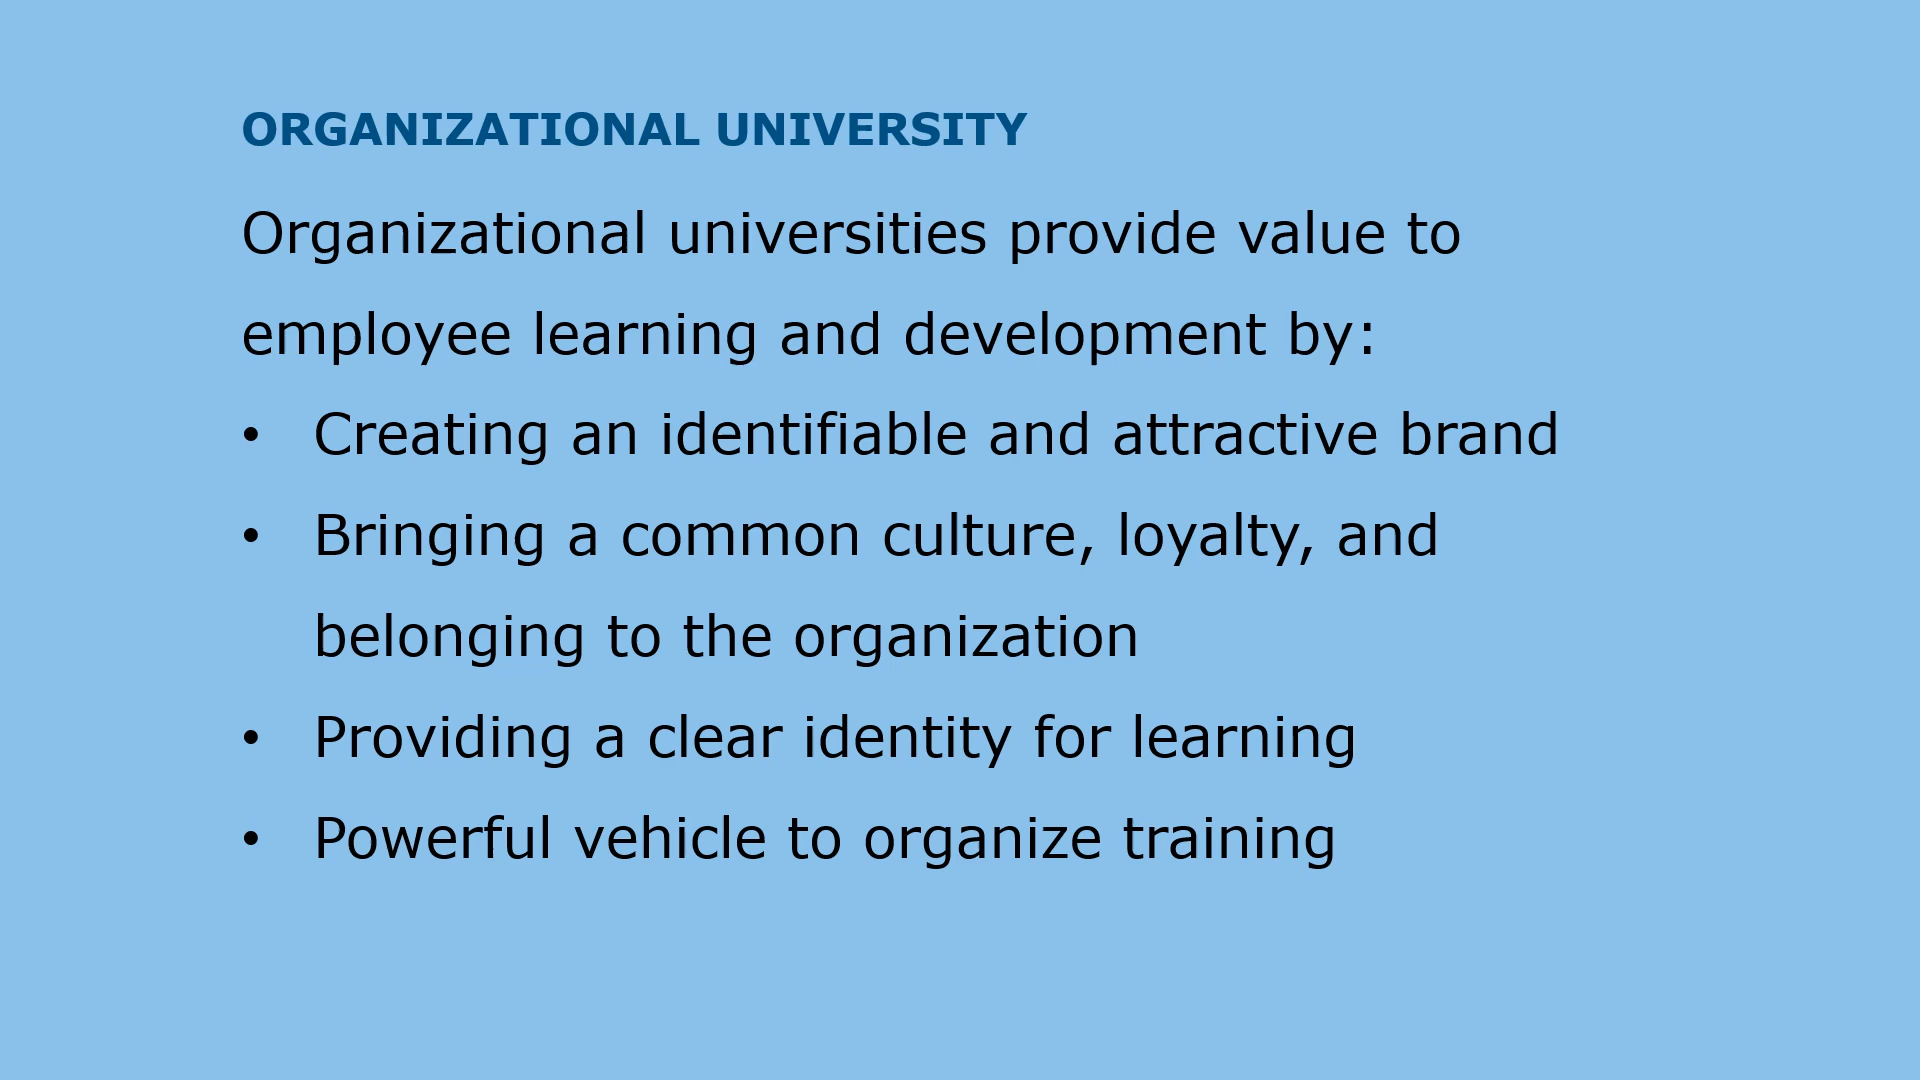 ORGANIZATIONAL UNIVERSITY
Organizational universities provide value to
employee learning and development by:
• Creating an identifiable and attractive brand
• Bringing a common culture, loyalty, and
belonging to the organization
• Providing a clear identity for learning
• Powerful vehicle to organize training